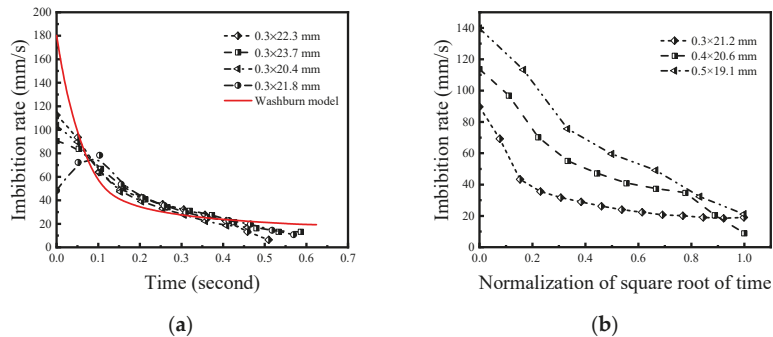 200
180
160
140
120
100
80
60
40
20
0
0.0 0.1 0.2 0.3 0.4 0.5 0.6 0.7
Imbibition rate (mm/s)
Time (second)
0.3×22.3 mm
0.3×23.7 mm
0.3×20.4 mm
0.3×21.8 mm
Washburn model
(a)
140
120
100
80
60
40
20
0
0.0 0.2 0.4 0.6 0.8 1.0
Imbibition rate (mm/s)
Normalization of square root of time
0.3×21.2 mm
0.4×20.6 mm
0.5×19.1 mm
(b)